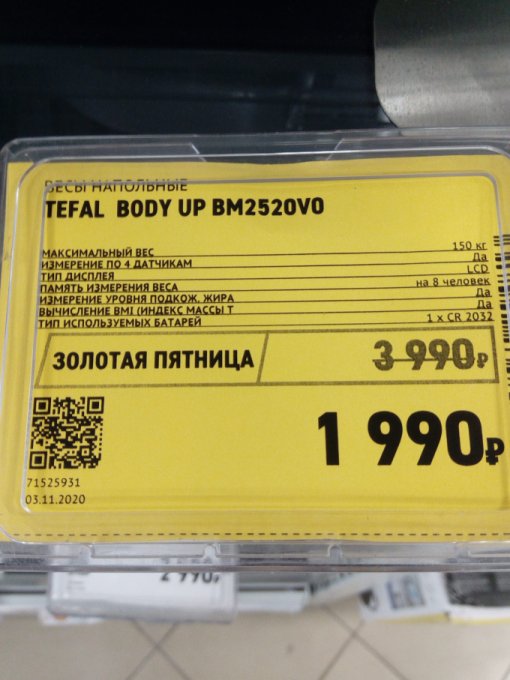 ВЕСЫ НАПОЛЬНЫЕ
TEFAL BODY UP BM2520V0
МАКСИМАЛЬНЫЙ ВЕС 150 кг
ИЗМЕРЕНИЕ ПО 4 ДАТЧИКАМ Да
ТИП ДИСПЛЕЯ LCD
ПАМЯТЬ ИЗМЕРЕНИЯ ВЕСА на 8 человек
ИЗМЕРЕНИЕ УРОВНЯ ПОДКОЖ. ЖИРА Да
ВЫЧИСЛЕНИЕ BMI (ИНДЕКС МАССЫ Т Да
ТИП ИСПОЛЬЗУЕМЫХ БАТАРЕЙ 1 x CR 2032
ЗОЛОТАЯ ПЯТНИЦА 3 990₽
1 990₽
71525931
03.11.2020
2 990₽